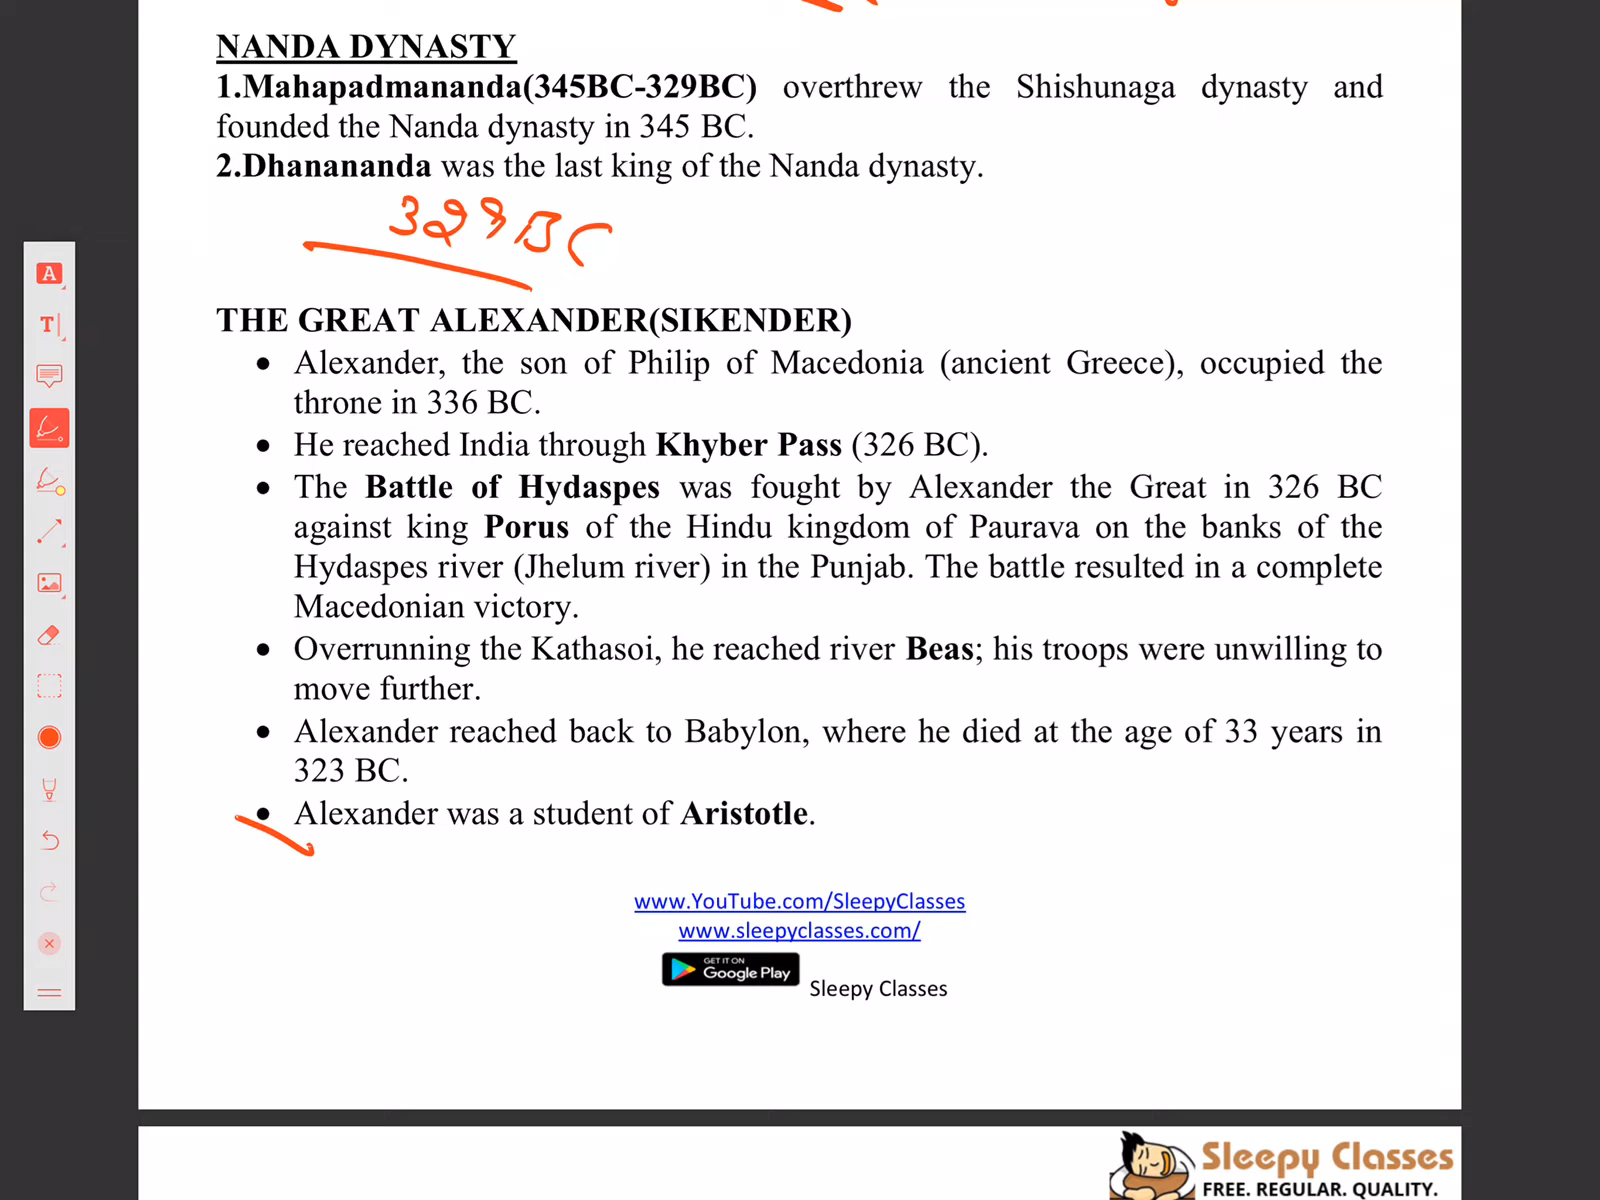 NANDA DYNASTY
1.Mahapadmananda(345BC-329BC) overthrew the Shishunaga dynasty and
founded the Nanda dynasty in 345 BC.
2.Dhanananda was the last king of the Nanda dynasty.
BC
THE GREAT ALEXANDER(SIKENDER)
• Alexander, the son of Philip of Macedonia (ancient Greece), occupied the
throne in 336 BC.
• He reached India through Khyber Pass (326 BC).
• The Battle of Hydaspes was fought by Alexander the Great in 326 BC
against king Porus of the Hindu kingdom of Paurava on the banks of the
Hydaspes river (Jhelum river) in the Punjab. The battle resulted in a complete
Macedonian victory.
• Overrunning the Kathasoi, he reached river Beas; his troops were unwilling to
move further.
• Alexander reached back to Babylon, where he died at the age of 33 years in
323 BC.
• Alexander was a student of Aristotle.
www.YouTube.com/SleepyClasses
www.sleepyclasses.com/
GET IT ON
Google Play
Sleepy Classes
Sleepy Classes
FREE. REGULAR. QUALITY.